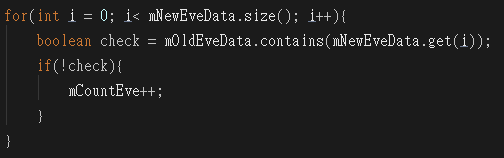 for(int i = 0; i< mNewEveData.size(); i++){
    boolean check = mOldEveData.contains(mNewEveData.get(i));
    if(!check){
        mCountEve++;
    }
}